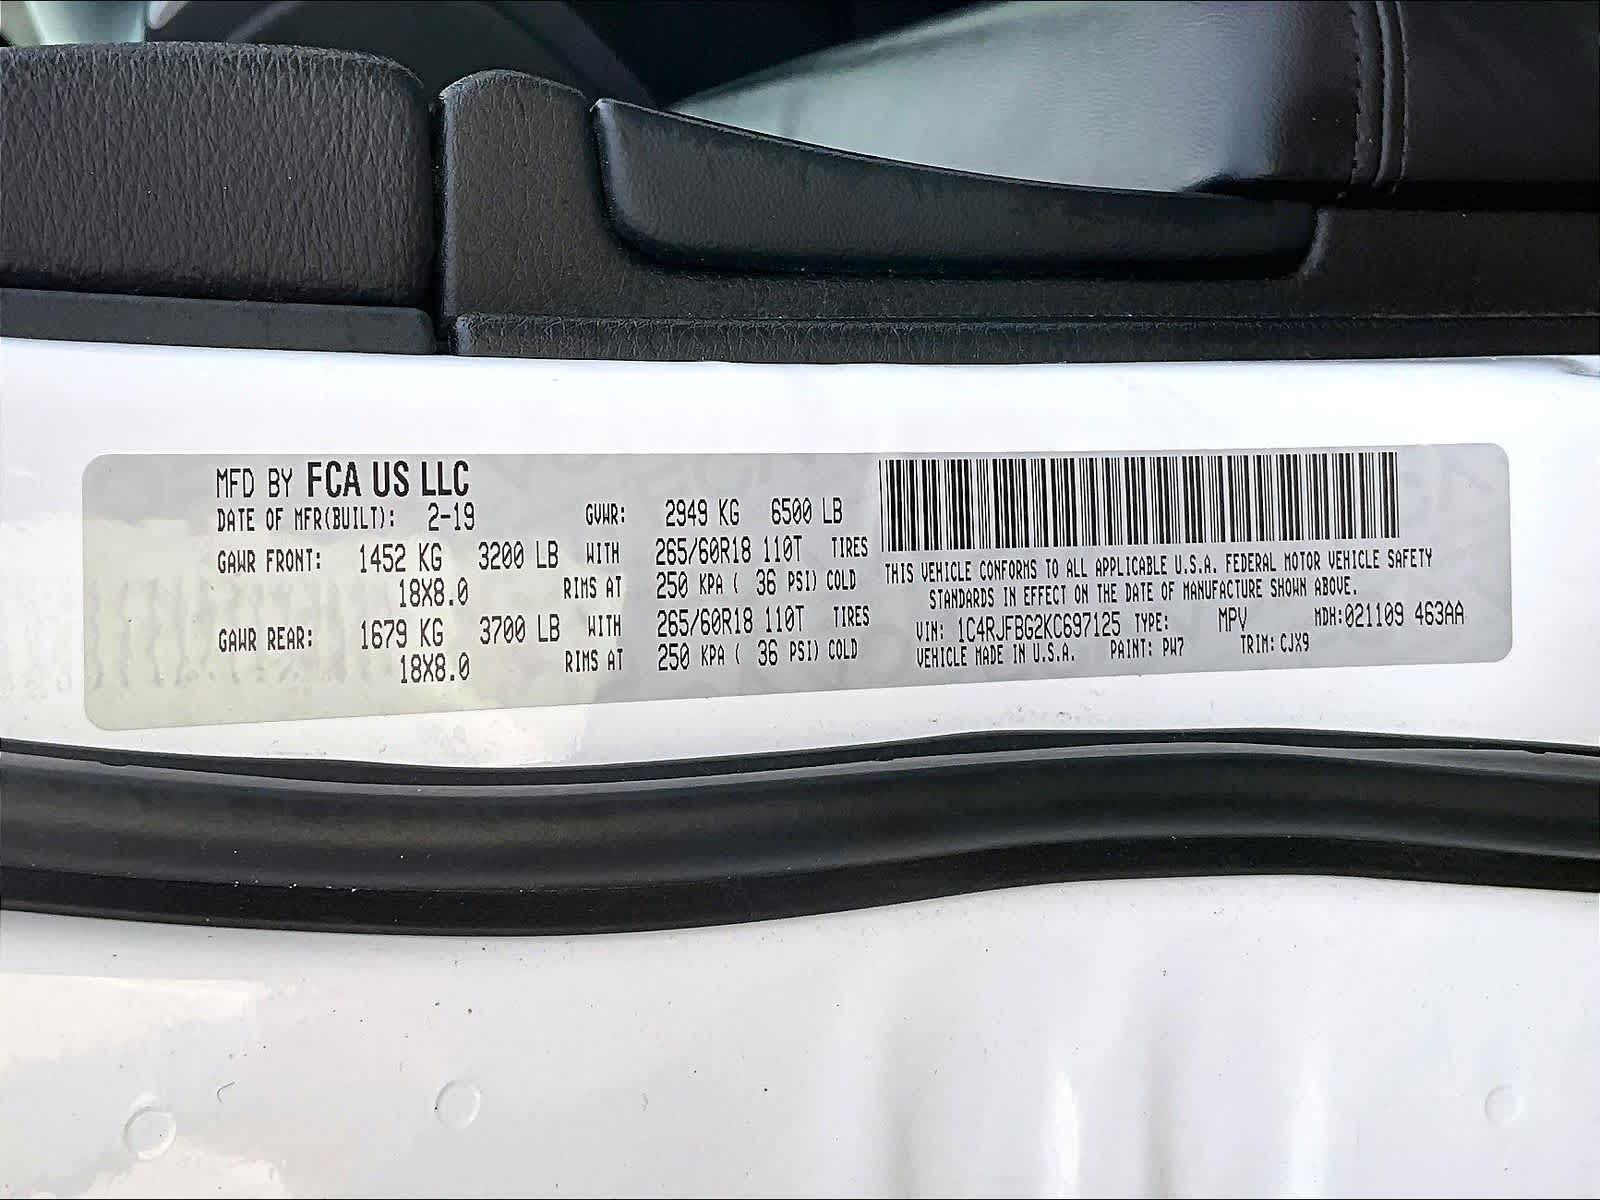 MFD BY FCA US LLC
DATE OF MFR(BUILT): 2-19 GVWR: 2949 KG 6500 LB
GAWR FRONT: 1452 KG 3200 LB WITH 265/60R18 110T TIRES
18X8.0 RIMS AT 250 KPA ( 36 PSI) COLD
GAWR REAR: 1679 KG 3700 LB WITH 265/60R18 110T TIRES
18X8.0 RIMS AT 250 KPA ( 36 PSI) COLD
THIS VEHICLE CONFORMS TO ALL APPLICABLE U.S.A. FEDERAL MOTOR VEHICLE SAFETY
STANDARDS IN EFFECT ON THE DATE OF MANUFACTURE SHOWN ABOVE.
VIN: 1C4RJFBG2KC697125 TYPE: MPV MDH:021109 463AA
VEHICLE MADE IN U.S.A. PAINT: PW7 TRIM: CJX9